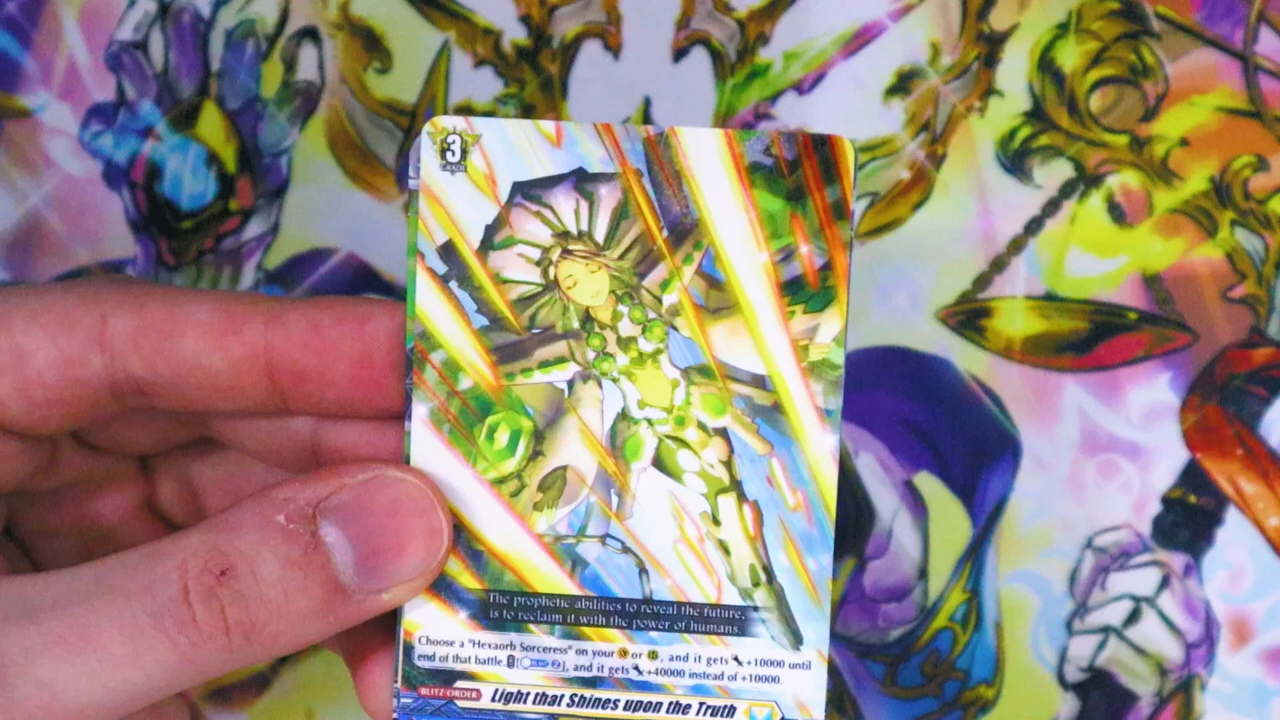 3
GRADE
The prophetic abilities to reveal the future,
is to reclaim it with the power of humans.
Choose a "Hexaorb Sorceress" on your or , and it gets +10000 until
end of that battle. [ 2], and it gets +40000 instead of +10000.
BLITZ ORDER Light that Shines upon the Truth